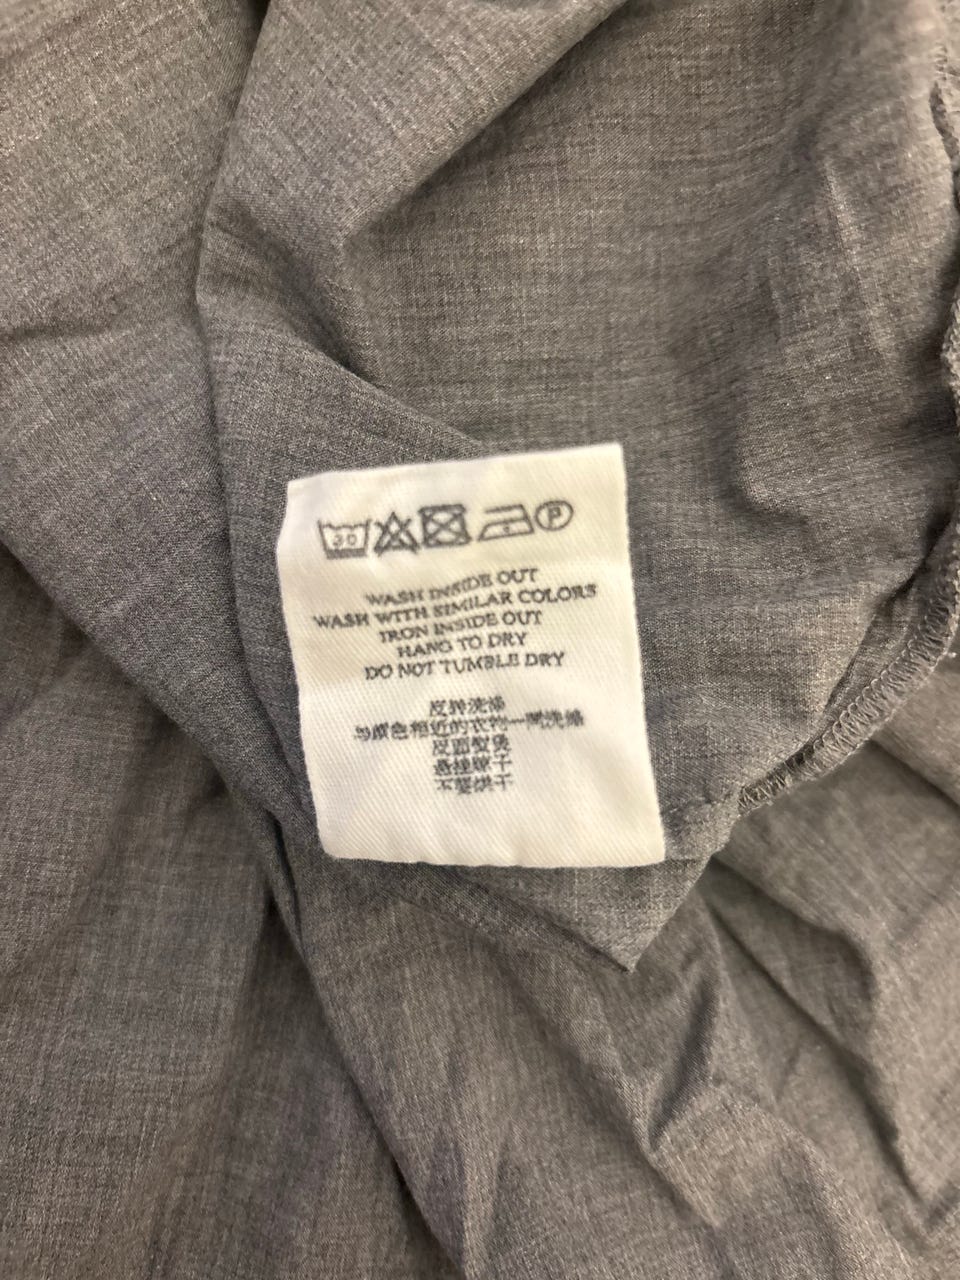 30 P
WASH INSIDE OUT
WASH WITH SIMILAR COLORS
IRON INSIDE OUT
HANG TO DRY
DO NOT TUMBLE DRY
反转洗涤
与颜色相近的衣物一同洗涤
反面熨烫
悬挂晾干
不要烘干